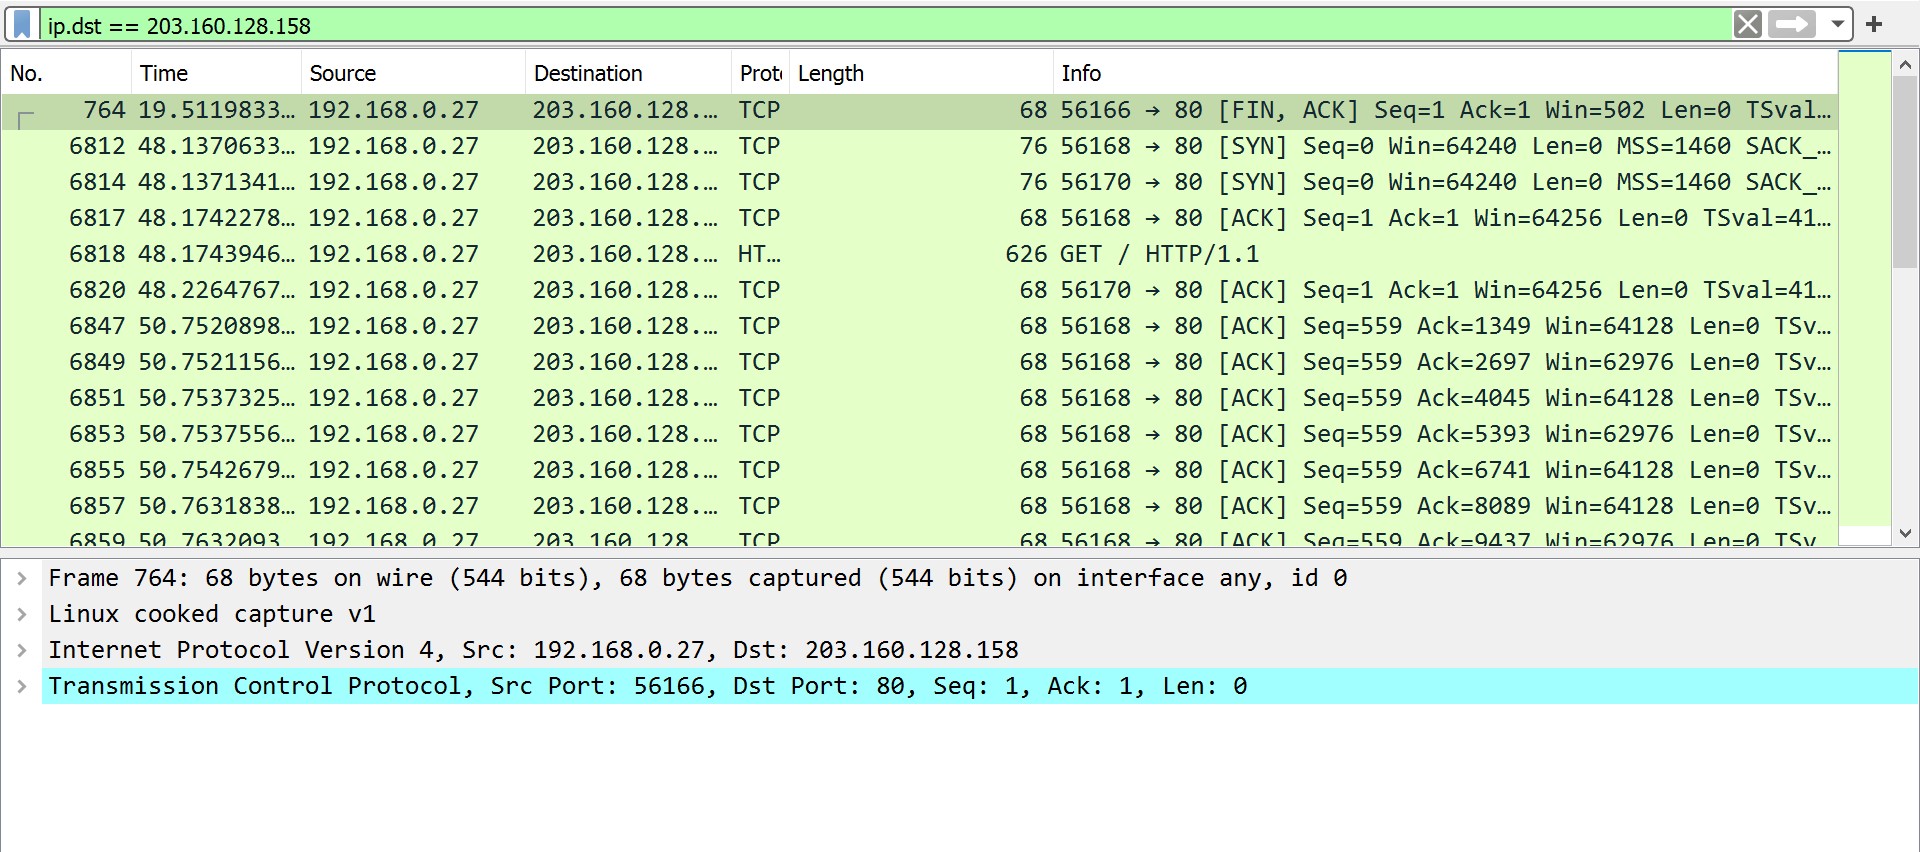 ip.dst == 203.160.128.158
No. Time Source Destination Proto Length Info
764 19.5119833… 192.168.0.27 203.160.128.… TCP 68 56166 → 80 [FIN, ACK] Seq=1 Ack=1 Win=502 Len=0 TSval…
6812 48.1370633… 192.168.0.27 203.160.128.… TCP 76 56168 → 80 [SYN] Seq=0 Win=64240 Len=0 MSS=1460 SACK_…
6814 48.1371341… 192.168.0.27 203.160.128.… TCP 76 56170 → 80 [SYN] Seq=0 Win=64240 Len=0 MSS=1460 SACK_…
6817 48.1742278… 192.168.0.27 203.160.128.… TCP 68 56168 → 80 [ACK] Seq=1 Ack=1 Win=64256 Len=0 TSval=41…
6818 48.1743946… 192.168.0.27 203.160.128.… HT… 626 GET / HTTP/1.1
6820 48.2264767… 192.168.0.27 203.160.128.… TCP 68 56170 → 80 [ACK] Seq=1 Ack=1 Win=64256 Len=0 TSval=41…
6847 50.7520898… 192.168.0.27 203.160.128.… TCP 68 56168 → 80 [ACK] Seq=559 Ack=1349 Win=64128 Len=0 TSv…
6849 50.7521156… 192.168.0.27 203.160.128.… TCP 68 56168 → 80 [ACK] Seq=559 Ack=2697 Win=62976 Len=0 TSv…
6851 50.7537325… 192.168.0.27 203.160.128.… TCP 68 56168 → 80 [ACK] Seq=559 Ack=4045 Win=64128 Len=0 TSv…
6853 50.7537556… 192.168.0.27 203.160.128.… TCP 68 56168 → 80 [ACK] Seq=559 Ack=5393 Win=62976 Len=0 TSv…
6855 50.7542679… 192.168.0.27 203.160.128.… TCP 68 56168 → 80 [ACK] Seq=559 Ack=6741 Win=64128 Len=0 TSv…
6857 50.7631838… 192.168.0.27 203.160.128.… TCP 68 56168 → 80 [ACK] Seq=559 Ack=8089 Win=64128 Len=0 TSv…
6859 50.7632093 192.168.0.27 203.160.128 TCP 68 56168 → 80 [ACK] Seq=559 Ack=9437 Win=62976 Len=0 TSv
Frame 764: 68 bytes on wire (544 bits), 68 bytes captured (544 bits) on interface any, id 0
Linux cooked capture v1
Internet Protocol Version 4, Src: 192.168.0.27, Dst: 203.160.128.158
Transmission Control Protocol, Src Port: 56166, Dst Port: 80, Seq: 1, Ack: 1, Len: 0